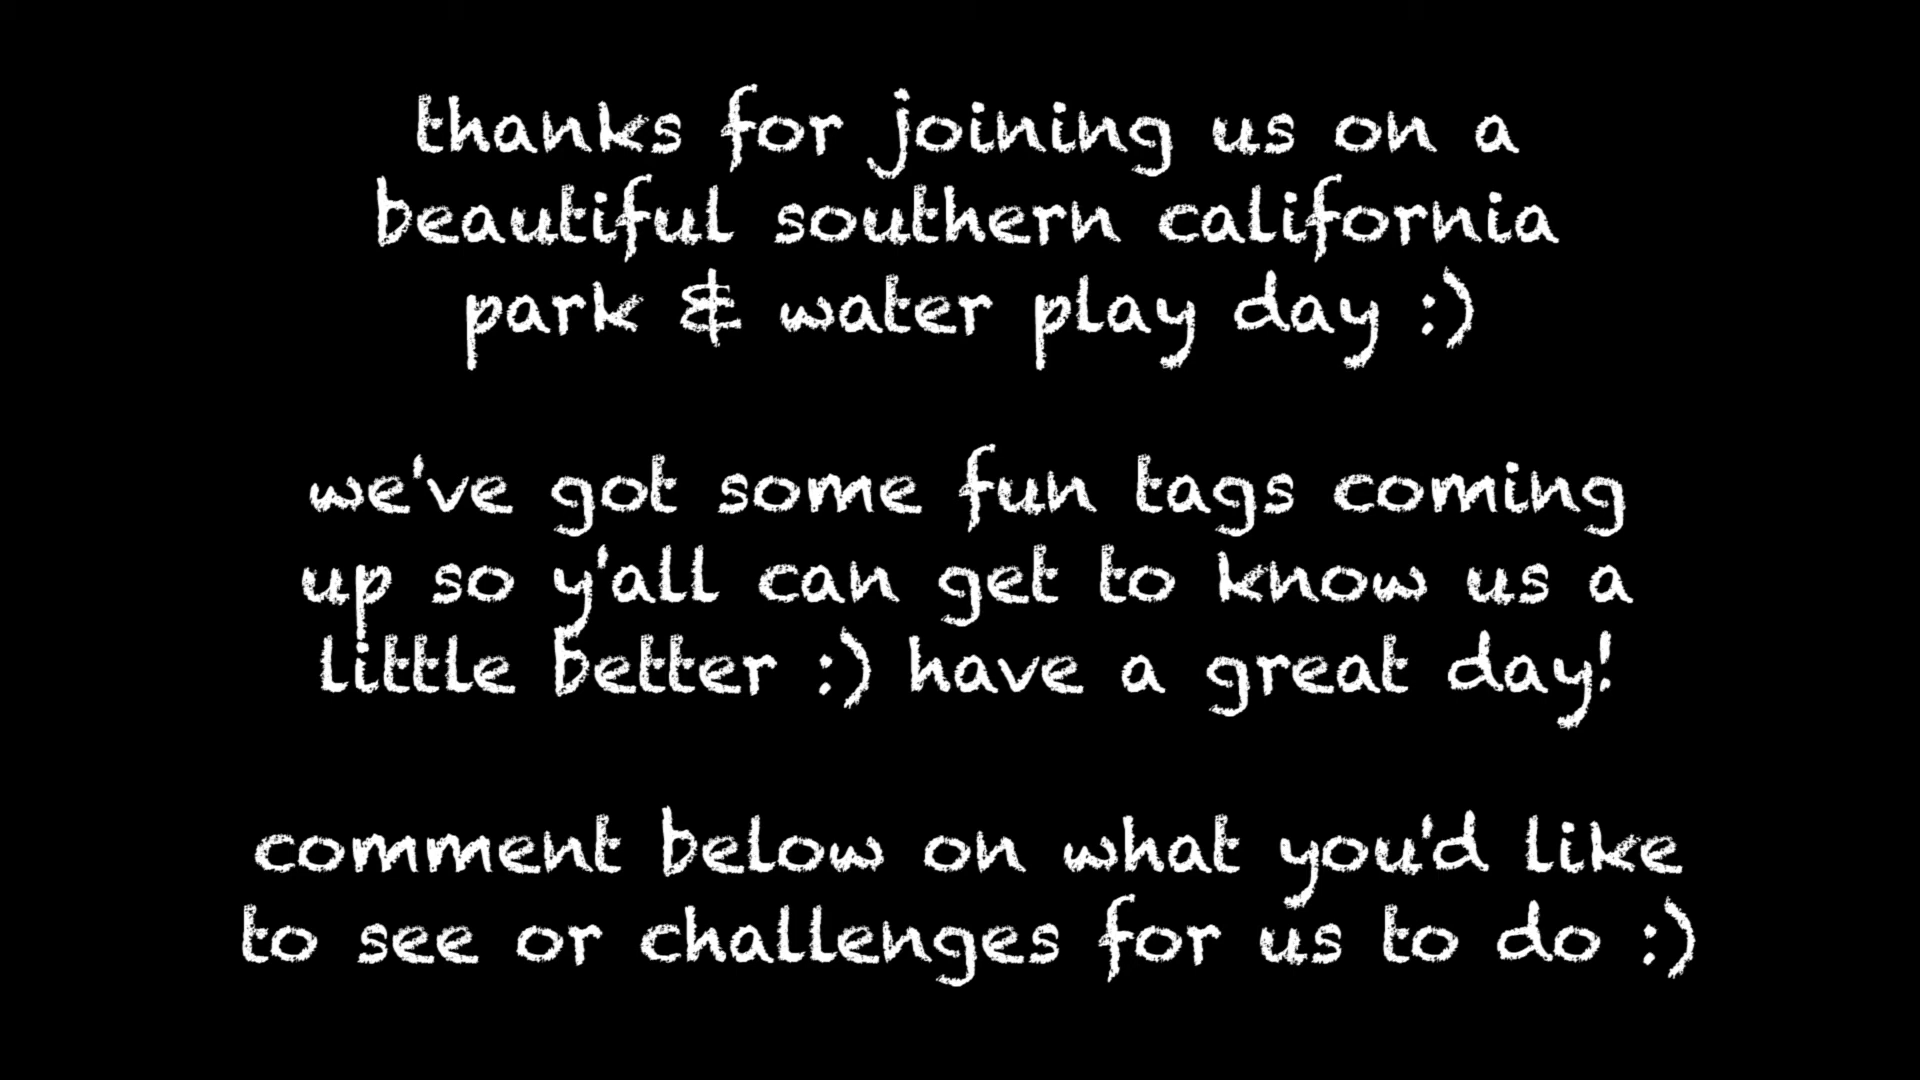 thanks for joining us on a
beautiful southern california
park & water play day :)
we've got some fun tags coming
up so y'all can get to know us a
little better :) have a great day!
comment below on what you'd like
to see or challenges for us to do :)